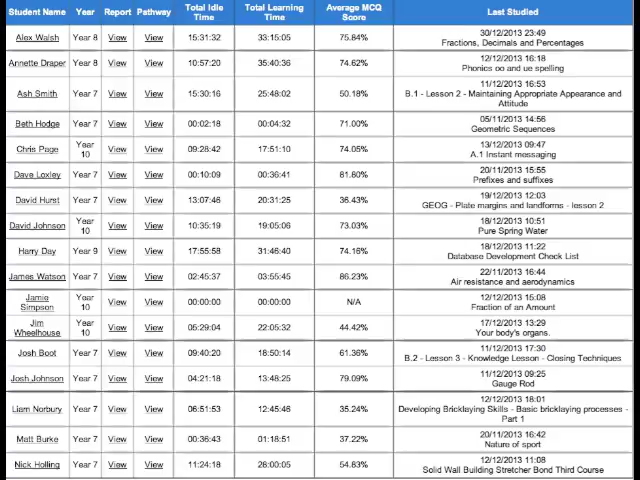 Student Name Year Report Pathway Total Idle Time Total Learning Time Average MCQ Score Last Studied
Alex Walsh Year 8 View View 15:31:32 33:15:05 75.84% 30/12/2013 23:49
Fractions, Decimals and Percentages
Annette Draper Year 8 View View 10:57:20 35:40:36 74.62% 12/12/2013 16:18
Phonics oo and ue spelling
Ash Smith Year 7 View View 15:30:16 25:48:02 50.18% 11/12/2013 16:53
B.1 - Lesson 2 - Maintaining Appropriate Appearance and
Attitude
Beth Hodge Year 7 View View 00:02:18 00:04:32 71.00% 05/11/2013 14:56
Geometric Sequences
Chris Page Year 10 View View 09:28:42 17:51:10 74.05% 13/12/2013 09:47
A.1 Instant messaging
Dave Loxley Year 7 View View 00:10:09 00:36:41 81.80% 20/11/2013 15:55
Prefixes and suffixes
David Hurst Year 7 View View 13:07:46 20:31:25 36.43% 19/12/2013 12:03
GEOG - Plate margins and landforms - lesson 2
David Johnson Year 10 View View 10:35:19 19:05:06 73.03% 18/12/2013 10:51
Pure Spring Water
Harry Day Year 9 View View 17:55:58 31:46:40 74.16% 18/12/2013 11:22
Database Development Check List
James Watson Year 7 View View 02:45:37 03:55:45 86.23% 22/11/2013 16:44
Air resistance and aerodynamics
Jamie Simpson Year 10 View View 00:00:00 00:00:00 N/A 12/12/2013 15:08
Fraction of an Amount
Jim Wheelhouse Year 10 View View 05:29:04 22:05:32 44.42% 17/12/2013 13:29
Your body's organs.
Josh Boot Year 7 View View 09:40:20 18:50:14 61.36% 11/12/2013 17:30
B.2 - Lesson 3 - Knowledge Lesson - Closing Techniques
Josh Johnson Year 7 View View 04:21:18 13:48:25 79.09% 11/12/2013 09:25
Gauge Rod
Liam Norbury Year 7 View View 06:51:53 12:45:46 35.24% 12/12/2013 18:01
Developing Bricklaying Skills - Basic bricklaying processes -
Part 1
Matt Burke Year 7 View View 00:36:43 01:18:51 37.22% 20/11/2013 16:42
Nature of sport
Nick Holling Year 7 View View 11:24:18 28:00:05 54.83% 12/12/2013 11:08
Solid Wall Building Stretcher Bond Third Course